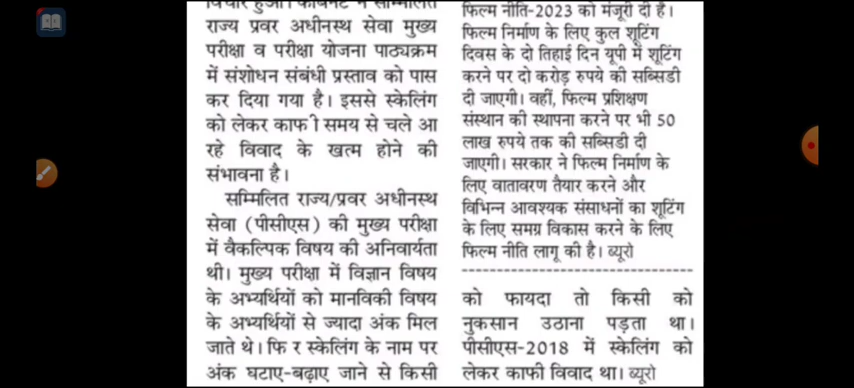 विचार हुआ। कैबिनेट ने सम्मिलित
राज्य प्रवर अधीनस्थ सेवा मुख्य
परीक्षा व परीक्षा योजना पाठ्यक्रम
में संशोधन संबंधी प्रस्ताव को पास
कर दिया गया है। इससे स्केलिंग
को लेकर काफी समय से चले आ
रहे विवाद के खत्म होने की
संभावना है।
सम्मिलित राज्य/प्रवर अधीनस्थ
सेवा (पीसीएस) की मुख्य परीक्षा
में वैकल्पिक विषय की अनिवार्यता
थी। मुख्य परीक्षा में विज्ञान विषय
के अभ्यर्थियों को मानविकी विषय
के अभ्यर्थियों से ज्यादा अंक मिल
जाते थे। फि र स्केलिंग के नाम पर
अंक घटाए-बढ़ाए जाने से किसी
फिल्म नीति-2023 को मंजूरी दी है।
फिल्म निर्माण के लिए कुल शूटिंग
दिवस के दो तिहाई दिन यूपी में शूटिंग
करने पर दो करोड़ रुपये की सब्सिडी
दी जाएगी। वहीं, फिल्म प्रशिक्षण
संस्थान की स्थापना करने पर भी 50
लाख रुपये तक की सब्सिडी दी
जाएगी। सरकार ने फिल्म निर्माण के
लिए वातावरण तैयार करने और
विभिन्न आवश्यक संसाधनों का शूटिंग
के लिए समग्र विकास करने के लिए
फिल्म नीति लागू की है। ब्यूरो
को फायदा तो किसी को
नुकसान उठाना पड़ता था।
पीसीएस-2018 में स्केलिंग को
लेकर काफी विवाद था। ब्यूरो